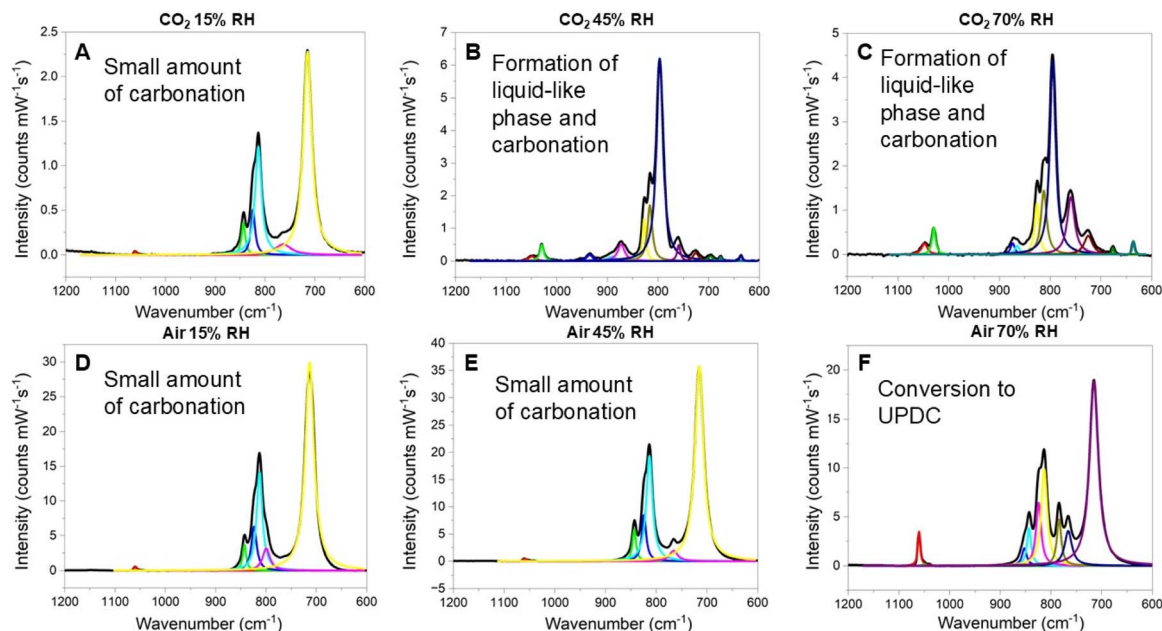 CO₂ 15% RH
A
Small amount
of carbonation
2.5
2.0
1.5
1.0
0.5
0.0
Intensity (counts mW⁻¹s⁻¹)
1200 1100 1000 900 800 700 600
Wavenumber (cm⁻¹)
CO₂ 45% RH
B
Formation of
liquid-like
phase and
carbonation
7
6
5
4
3
2
1
0
Intensity (counts mW⁻¹s⁻¹)
1200 1100 1000 900 800 700 600
Wavenumber (cm⁻¹)
CO₂ 70% RH
C
Formation of
liquid-like
phase and
carbonation
5
4
3
2
1
0
Intensity (counts mW⁻¹s⁻¹)
1200 1100 1000 900 800 700 600
Wavenumber (cm⁻¹)
Air 15% RH
D
Small amount
of carbonation
30
25
20
15
10
5
0
Intensity (counts mW⁻¹s⁻¹)
1200 1100 1000 900 800 700 600
Wavenumber (cm⁻¹)
Air 45% RH
E
Small amount
of carbonation
40
35
30
25
20
15
10
5
0
−5
Intensity (counts mW⁻¹s⁻¹)
1200 1100 1000 900 800 700 600
Wavenumber (cm⁻¹)
Air 70% RH
F
Conversion to
UPDC
20
15
10
5
0
Intensity (counts mW⁻¹s⁻¹)
1200 1100 1000 900 800 700 600
Wavenumber (cm⁻¹)